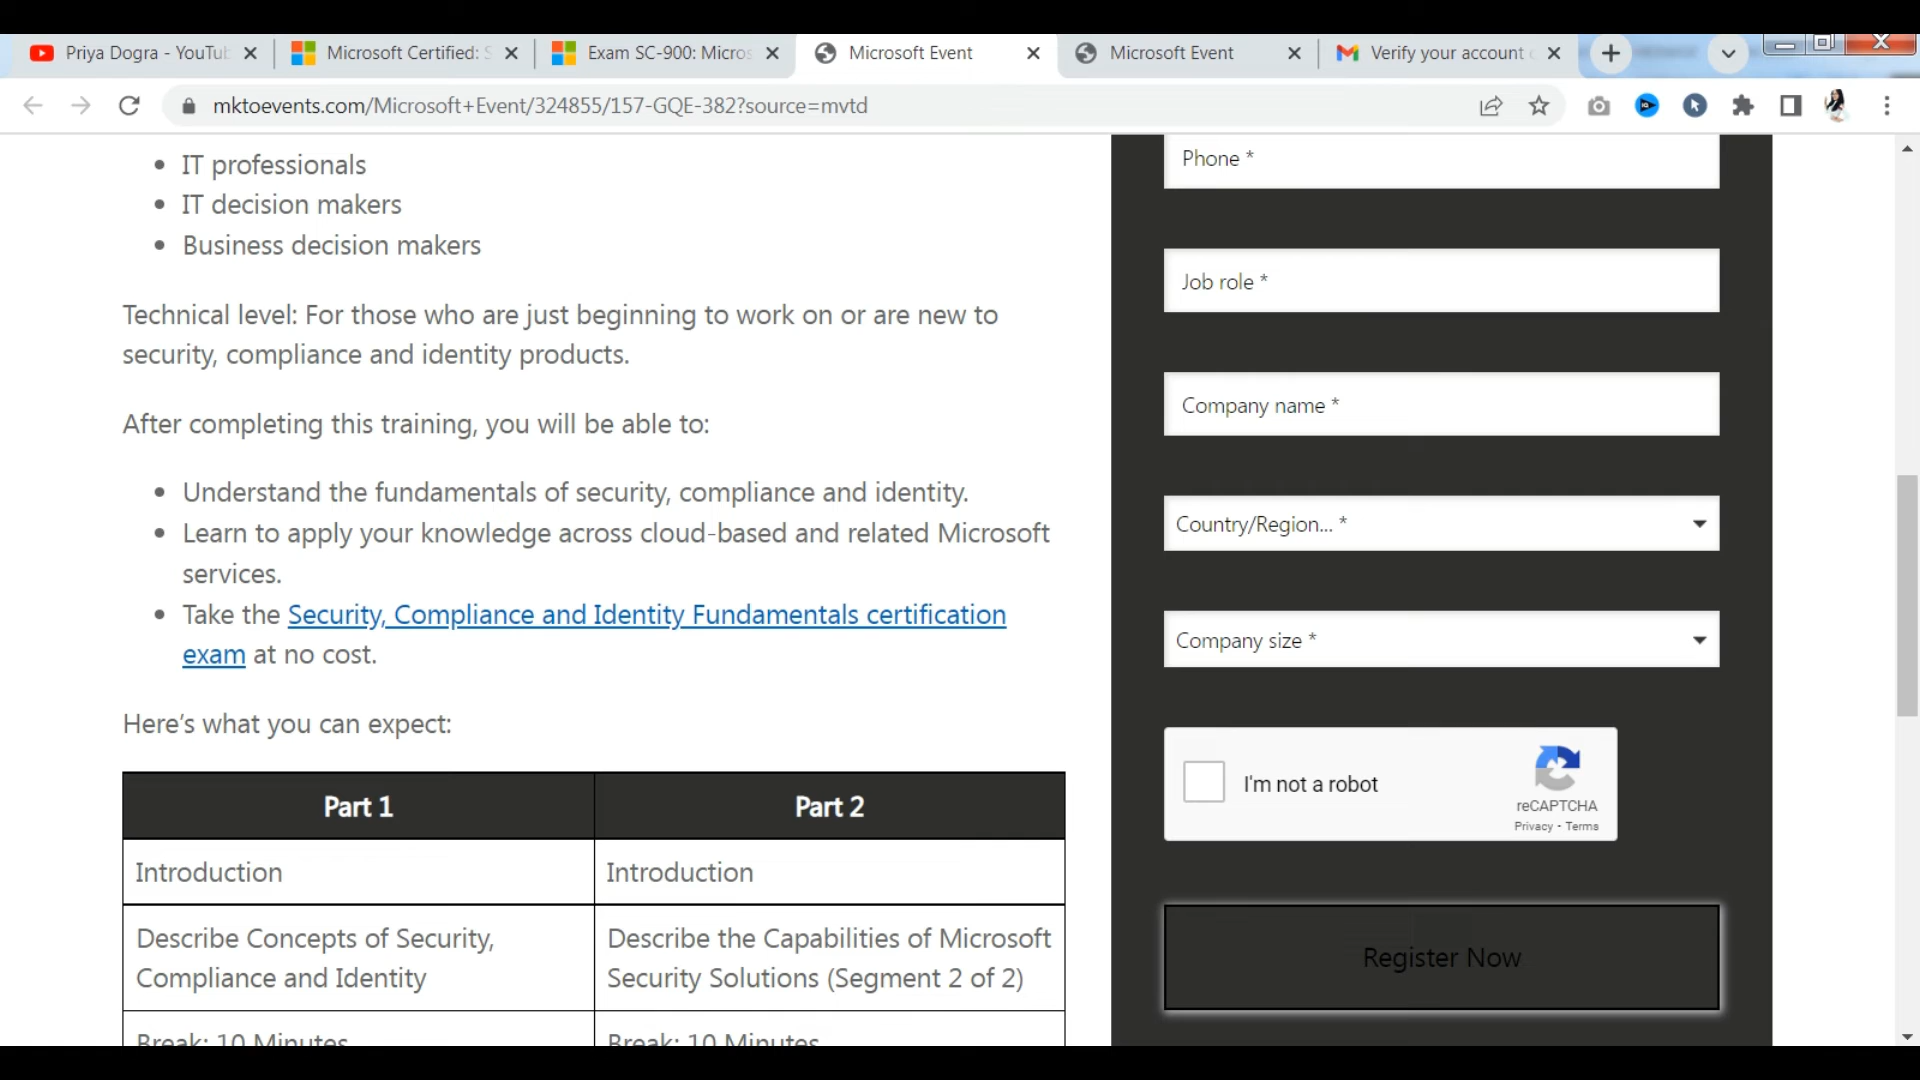 Priya Dogra - YouTub
Microsoft Certified: S
Exam SC-900: Micros
Microsoft Event
Microsoft Event
Verify your account
mktoevents.com/Microsoft+Event/324855/157-GQE-382?source=mvtd
• IT professionals
• IT decision makers
• Business decision makers
Technical level: For those who are just beginning to work on or are new to
security, compliance and identity products.
After completing this training, you will be able to:
• Understand the fundamentals of security, compliance and identity.
• Learn to apply your knowledge across cloud-based and related Microsoft
services.
• Take the Security, Compliance and Identity Fundamentals certification
exam at no cost.
Here's what you can expect:
Part 1
Part 2
Introduction
Introduction
Describe Concepts of Security,
Compliance and Identity
Describe the Capabilities of Microsoft
Security Solutions (Segment 2 of 2)
Break: 10 Minutes
Break: 10 Minutes
Phone *
Job role *
Company name *
Country/Region... *
Company size *
I'm not a robot
reCAPTCHA
Privacy - Terms
Register Now